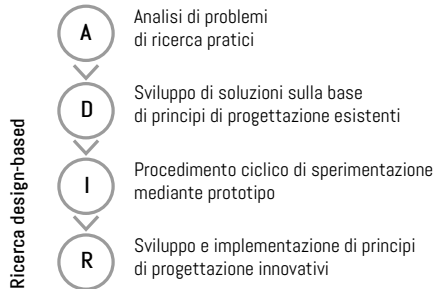 A
Analisi di problemi
di ricerca pratici
D
Sviluppo di soluzioni sulla base
di principi di progettazione esistenti
I
Procedimento ciclico di sperimentazione
mediante prototipo
R
Sviluppo e implementazione di principi
di progettazione innovativi
Ricerca design-based